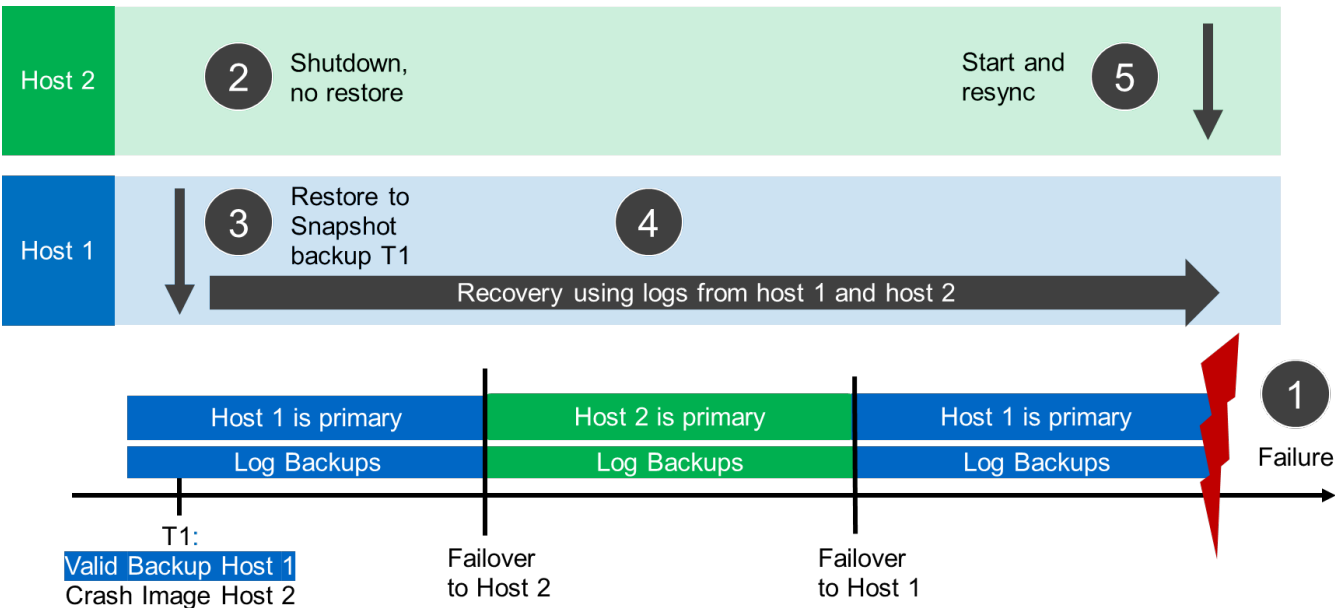 Host 2
2
Shutdown,
no restore
Start and
resync
5
Host 1
3
Restore to
Snapshot
backup T1
4
Recovery using logs from host 1 and host 2
Host 1 is primary
Host 2 is primary
Host 1 is primary
1
Log Backups
Log Backups
Log Backups
Failure
T1:
Valid Backup Host 1
Crash Image Host 2
Failover
to Host 2
Failover
to Host 1